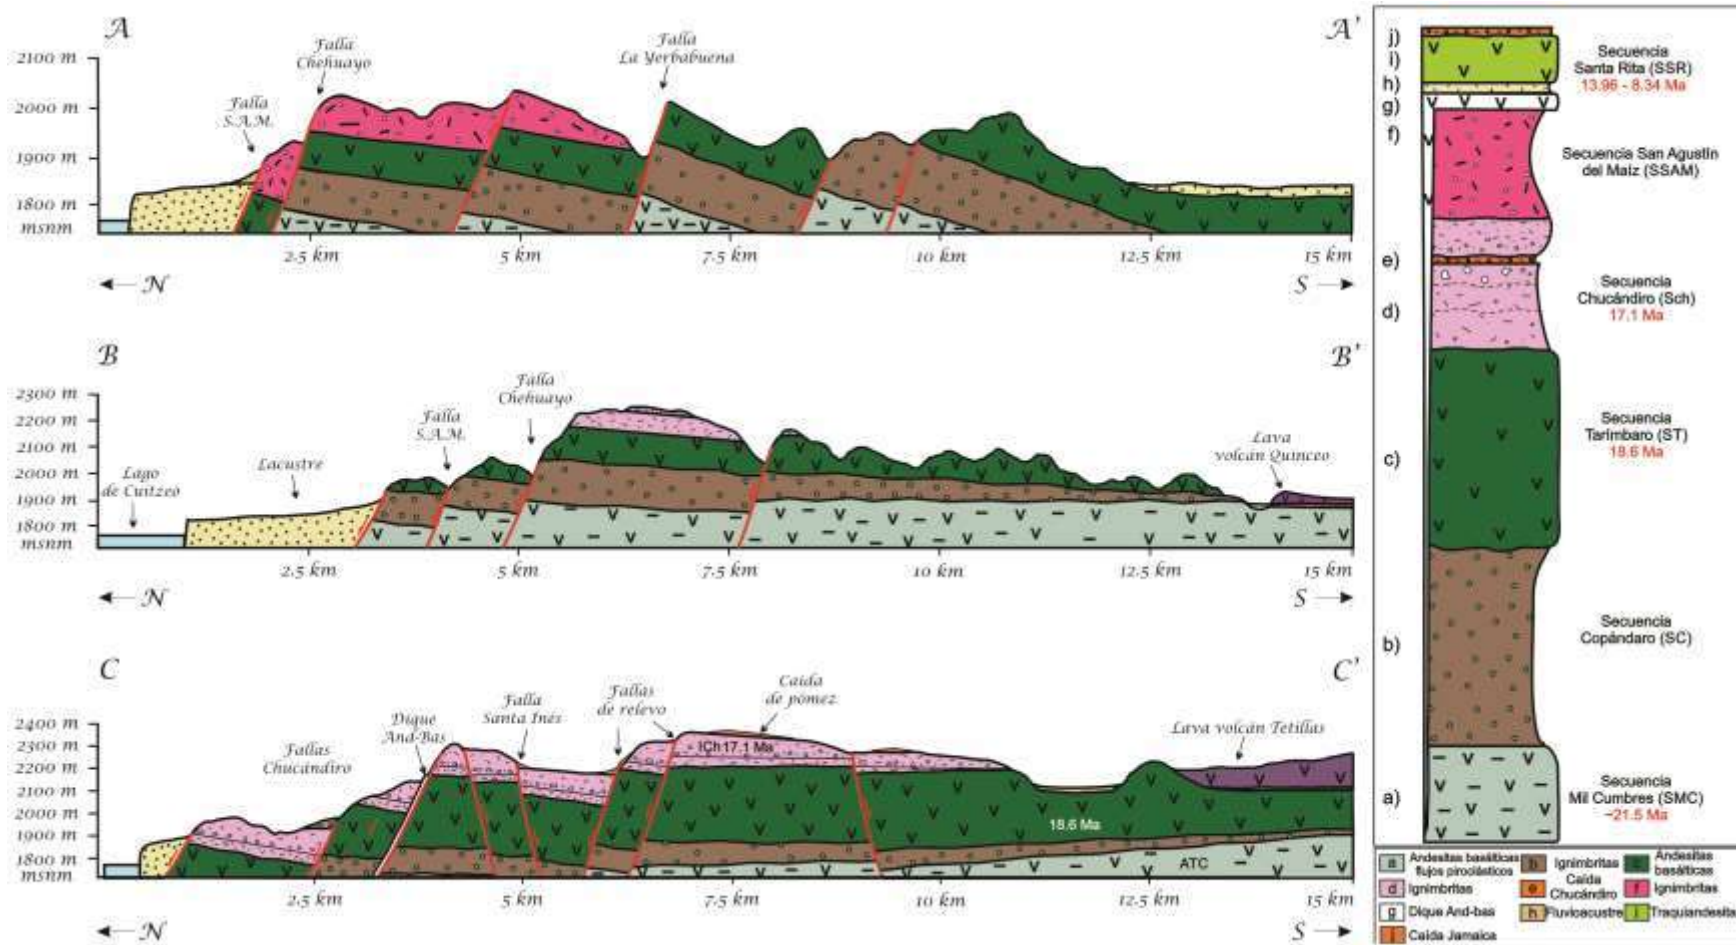 A
A'
Falla
Chehuayo
Falla
La Yerbabuena
Falla
S.A.M.
2100 m
2000 m
1900 m
1800 m
msnm
2.5 km
5 km
7.5 km
10 km
12.5 km
15 km
N
S
B
B'
Falla
Chehuayo
Falla
S.A.M.
Lava
volcán Quinceo
Lago
de Cuitzeo
Lacustre
2300 m
2200 m
2100 m
2000 m
1900 m
1800 m
msnm
2.5 km
5 km
7.5 km
10 km
12.5 km
15 km
N
S
C
C'
Caída
de pómez
Fallas
de relevo
Falla
Santa Inés
Dique
And-Bas
Fallas
Chucándiro
Lava volcán Tetillas
ICh17.1 Ma
18.6 Ma
ATC
2400 m
2300 m
2200 m
2100 m
2000 m
1900 m
1800 m
msnm
2.5 km
5 km
7.5 km
10 km
12.5 km
15 km
N
S
j)
i)
h)
g)
f)
e)
d)
c)
b)
a)
Secuencia
Santa Rita (SSR)
13.96 - 8.34 Ma
Secuencia San Agustín
del Maíz (SSAM)
Secuencia
Chucándiro (Sch)
17.1 Ma
Secuencia
Tarímbaro (ST)
18.6 Ma
Secuencia
Copándaro (SC)
Secuencia
Mil Cumbres (SMC)
~21.5 Ma
a Andesitas basálticas
flujos piroclásticos
b Ignimbritas
c Andesitas
basálticas
d Ignimbritas
e Caída
Chucándiro
f Ignimbritas
g Dique And-bas
h Fluvioacustre
i Traquiandesita
j Caída Jamaica